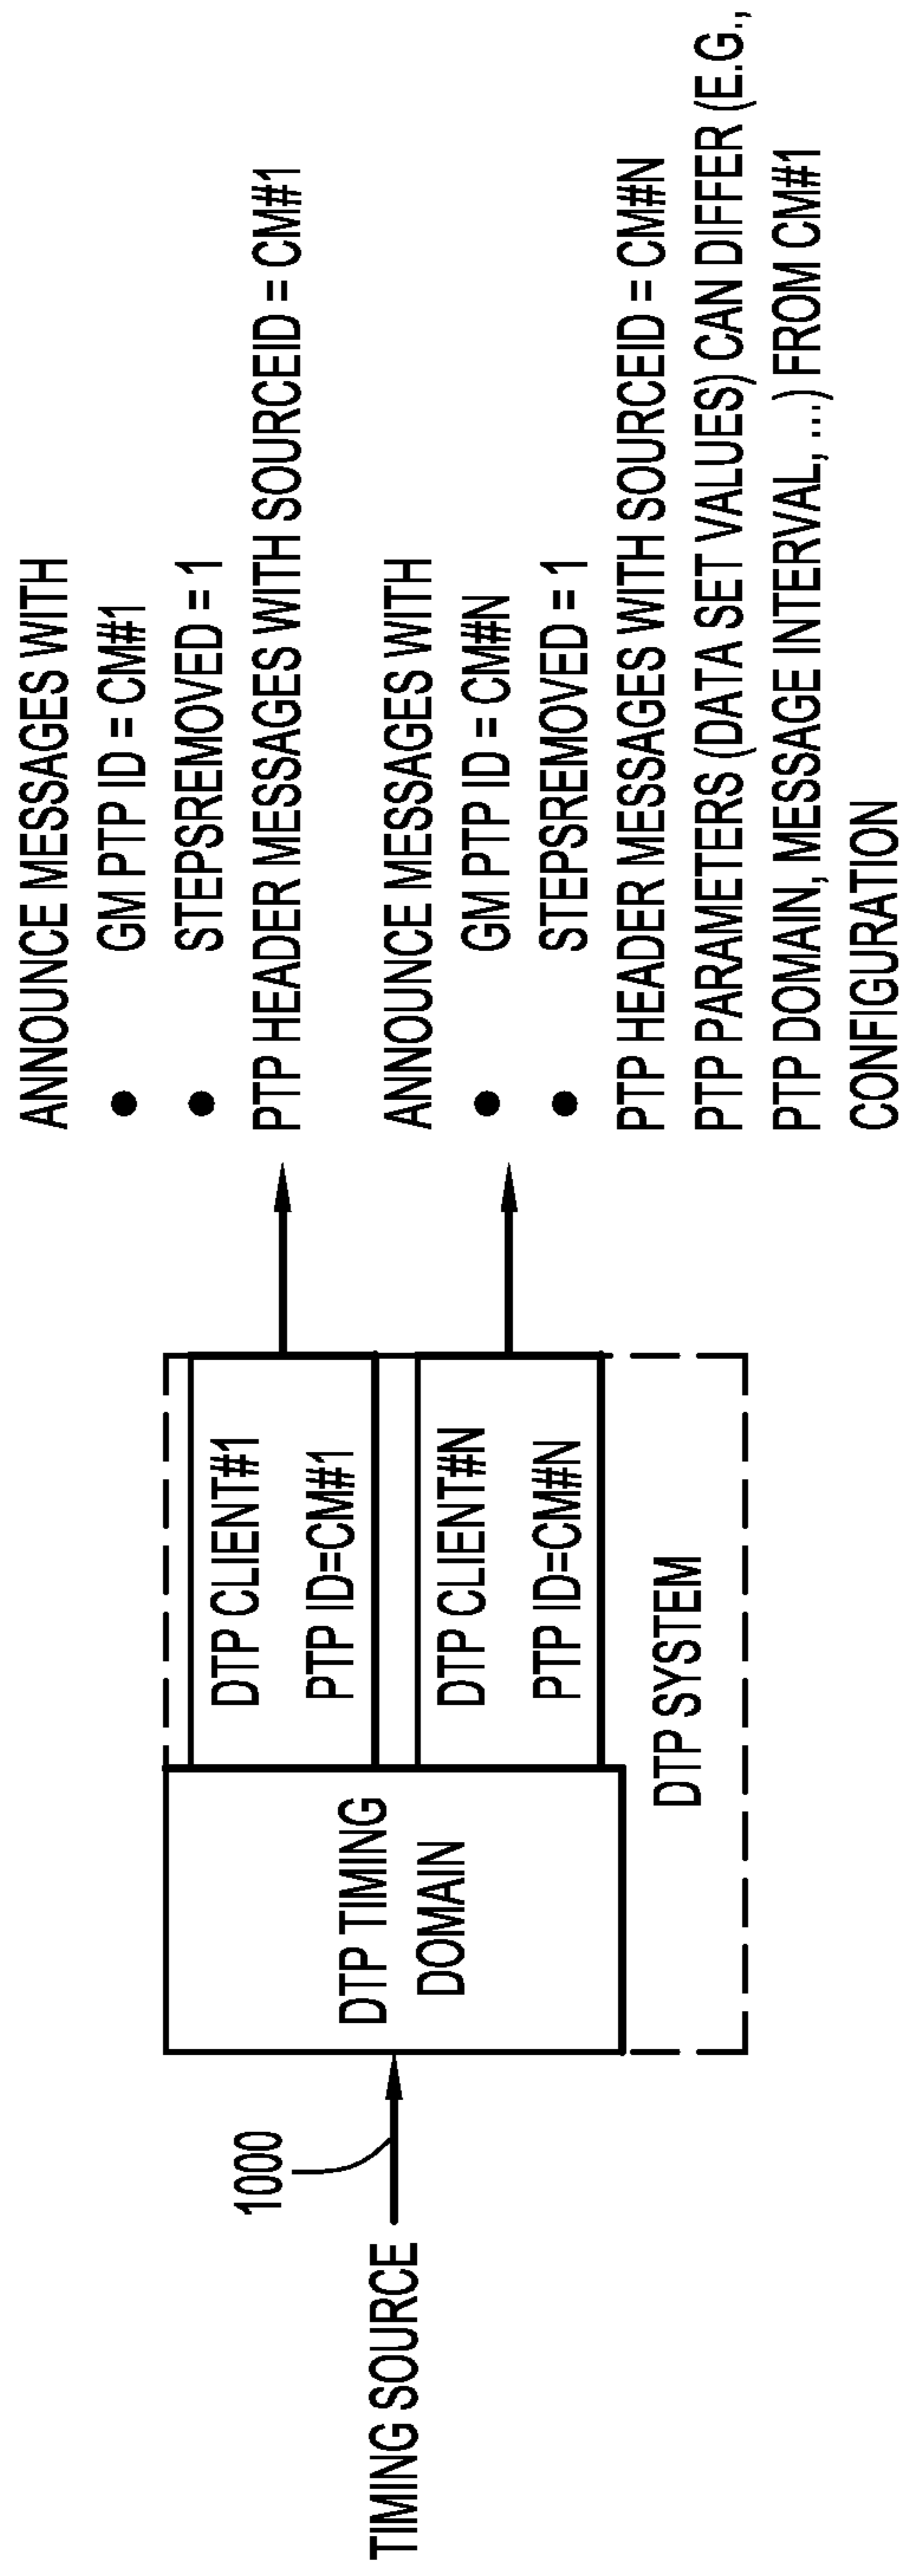 TIMING SOURCE
1000
DTP TIMING
DOMAIN
DTP CLIENT#1
PTP ID=CM#1
DTP CLIENT#N
PTP ID=CM#N
DTP SYSTEM
ANNOUNCE MESSAGES WITH
● GM PTP ID = CM#1
● STEPSREMOVED = 1
PTP HEADER MESSAGES WITH SOURCEID = CM#1
ANNOUNCE MESSAGES WITH
● GM PTP ID = CM#N
● STEPSREMOVED = 1
PTP HEADER MESSAGES WITH SOURCEID = CM#N
PTP PARAMETERS (DATA SET VALUES) CAN DIFFER (E.G.,
PTP DOMAIN, MESSAGE INTERVAL, ...) FROM CM#1
CONFIGURATION